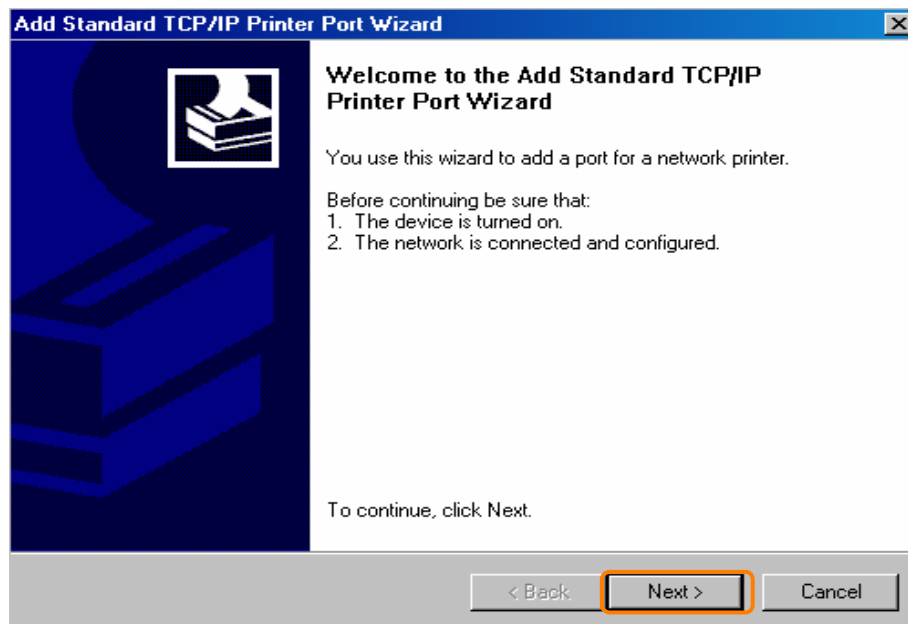 Add Standard TCP/IP Printer Port Wizard
Welcome to the Add Standard TCP/IP
Printer Port Wizard
You use this wizard to add a port for a network printer.
Before continuing be sure that:
1. The device is turned on.
2. The network is connected and configured.
To continue, click Next.
< Back
Next >
Cancel